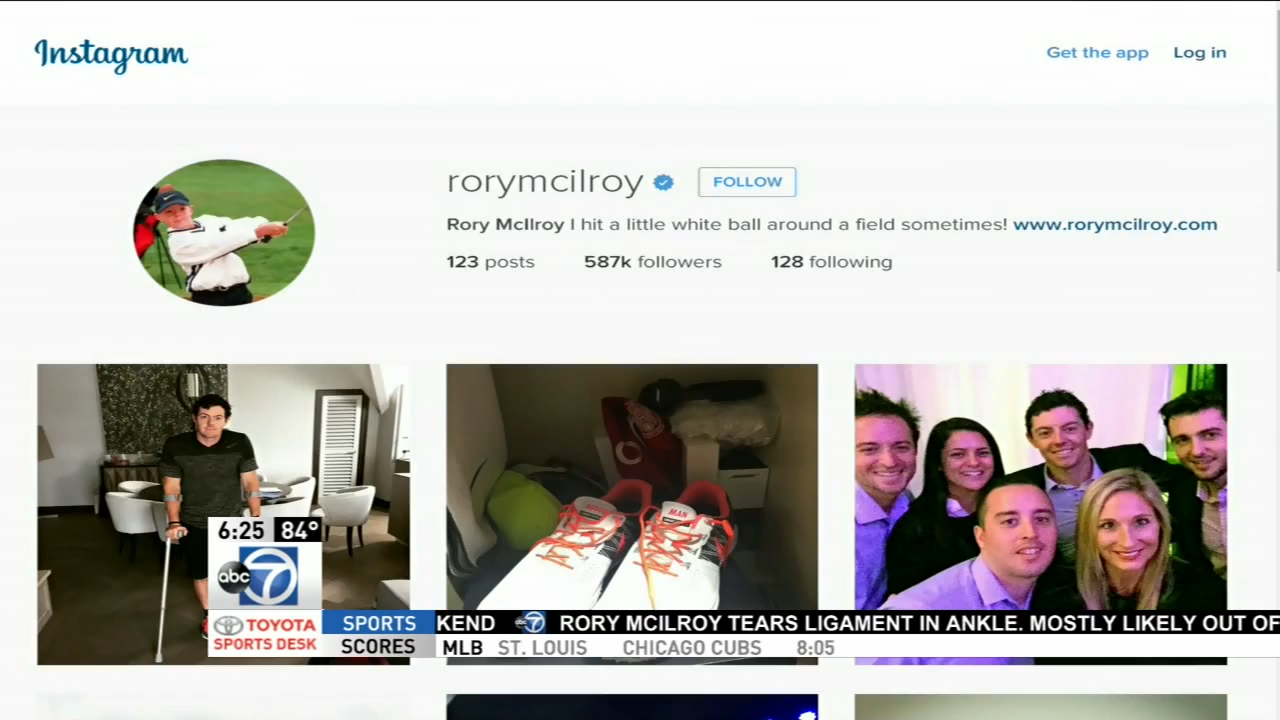 Instagram
Get the app Log in
rorymcilroy FOLLOW
Rory McIlroy I hit a little white ball around a field sometimes! www.rorymcilroy.com
123 posts 587k followers 128 following
MAN
6:25 84°
abc 7
TOYOTA
SPORTS DESK
SPORTS
SCORES
KEND abc 7 RORY MCILROY TEARS LIGAMENT IN ANKLE. MOSTLY LIKELY OUT OF
MLB ST. LOUIS CHICAGO CUBS 8:05